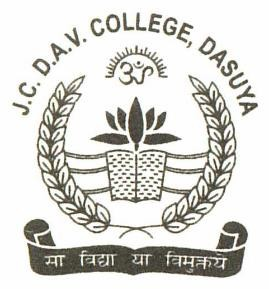 J.C. D.A.V. COLLEGE, DASUYA
ॐ
सा विद्या या विमुक्तये